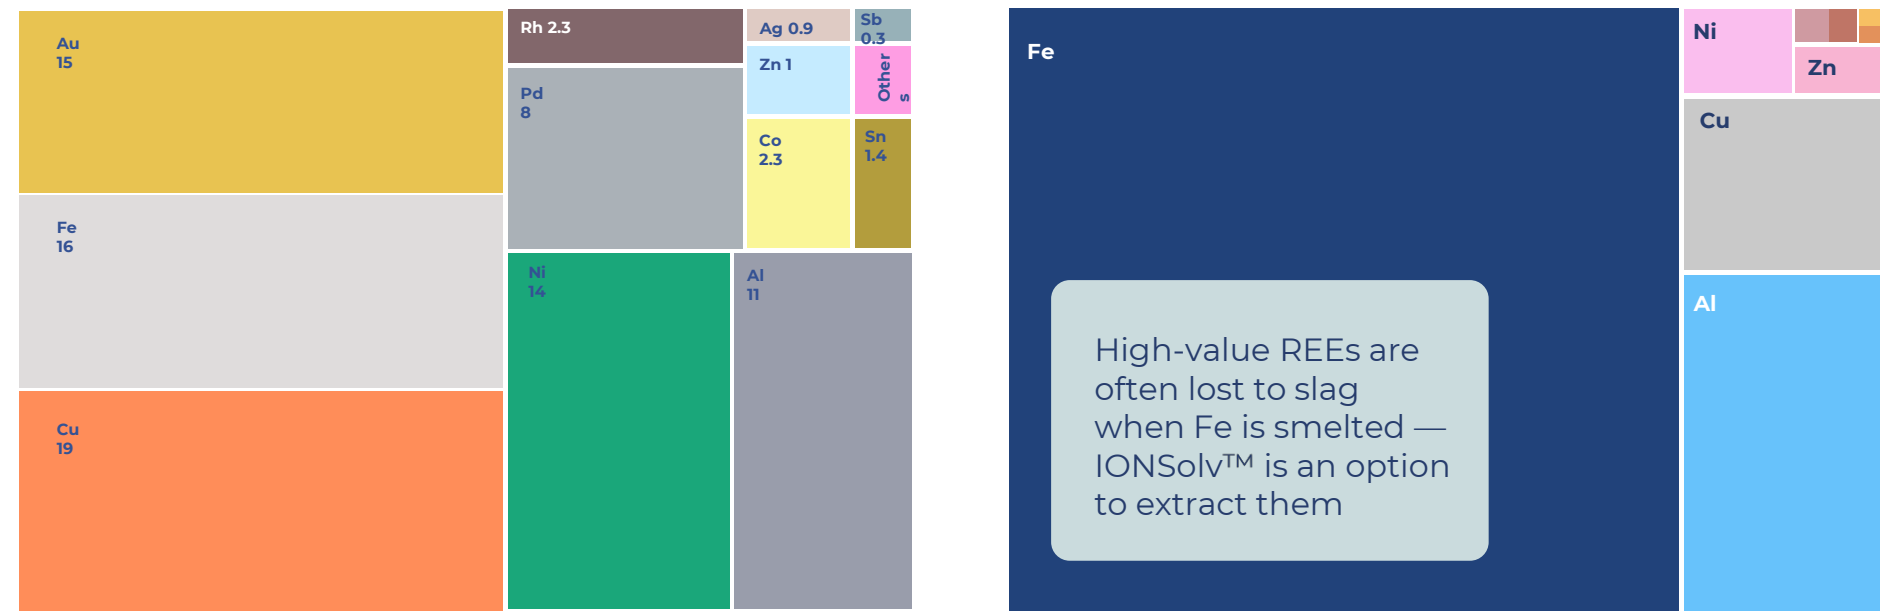 Au
15
Fe
16
Cu
19
Rh 2.3
Pd
8
Ni
14
Al
11
Ag 0.9
Zn 1
Co
2.3
Sb
0.3
Other
s
Sn
1.4
Fe
High-value REEs are
often lost to slag
when Fe is smelted —
IONSolv™ is an option
to extract them
Ni
Zn
Cu
Al